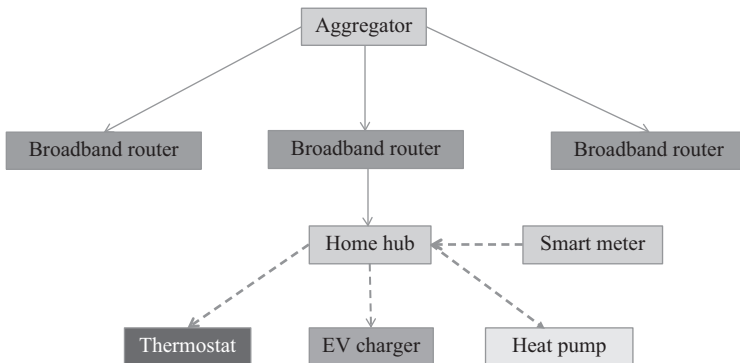 Aggregator
Broadband router
Broadband router
Broadband router
Home hub
Smart meter
Thermostat
EV charger
Heat pump